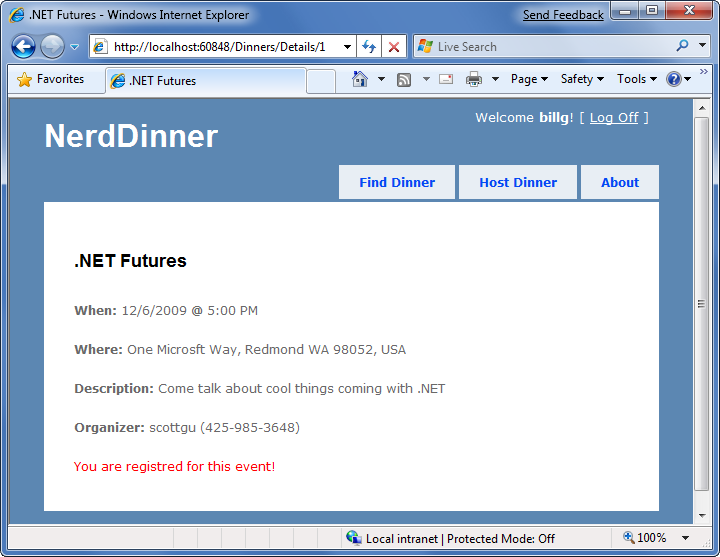 .NET Futures - Windows Internet Explorer
Send Feedback
http://localhost:60848/Dinners/Details/1
Live Search
Favorites
.NET Futures
Page
Safety
Tools
Welcome billg! [ Log Off ]
NerdDinner
Find Dinner
Host Dinner
About
.NET Futures
When: 12/6/2009 @ 5:00 PM
Where: One Microsft Way, Redmond WA 98052, USA
Description: Come talk about cool things coming with .NET
Organizer: scottgu (425-985-3648)
You are registred for this event!
Local intranet | Protected Mode: Off
100%